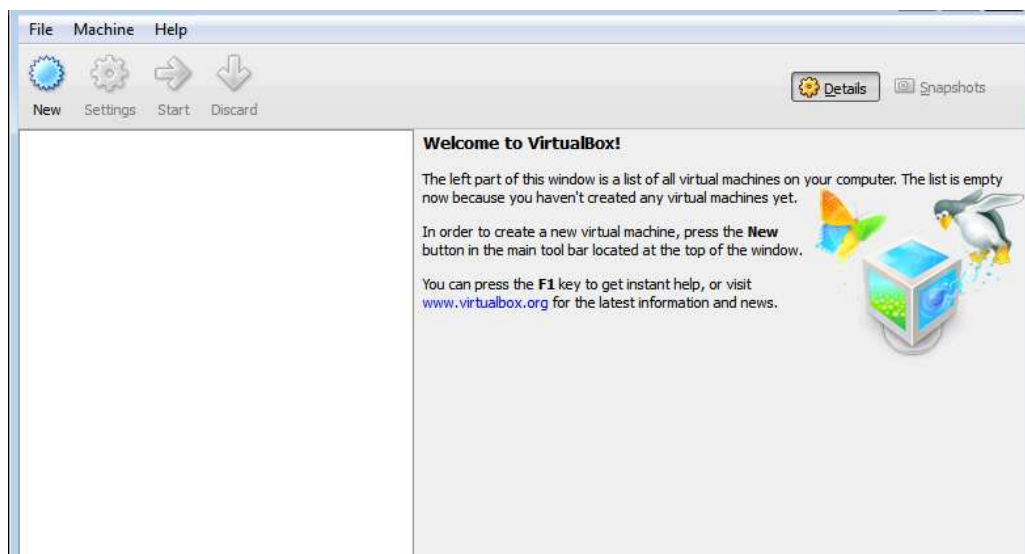 File Machine Help
New Settings Start Discard
Details Snapshots
Welcome to VirtualBox!
The left part of this window is a list of all virtual machines on your computer. The list is empty
now because you haven't created any virtual machines yet.
In order to create a new virtual machine, press the New
button in the main tool bar located at the top of the window.
You can press the F1 key to get instant help, or visit
www.virtualbox.org for the latest information and news.